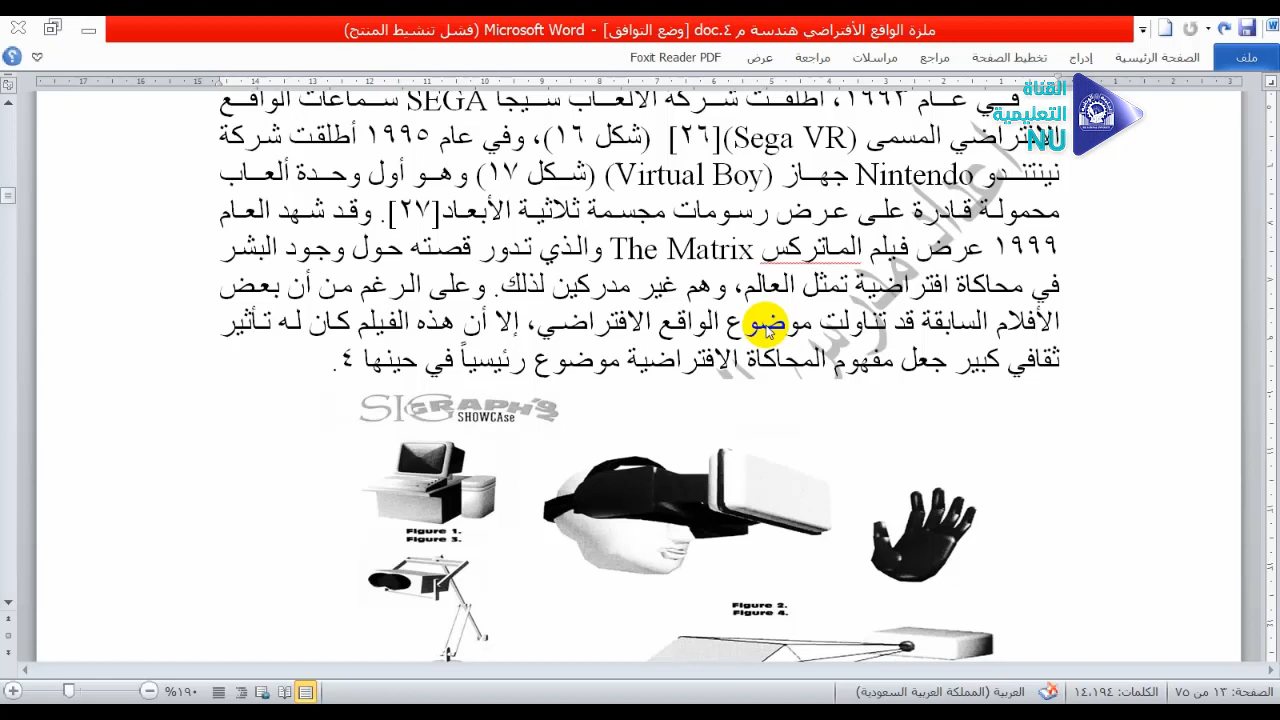 ملزة الواقع الأفتراضي هندسة م ٤.doc [وضع التوافق] - Microsoft Word (فشل تنشيط المنتج)
ملف الصفحة الرئيسية إدراج تخطيط الصفحة مراجع مراسلات مراجعة عرض Foxit Reader PDF
القناة
التعليمية
NU
في عام ١٩٩٣، أطلقت شركة الألعاب سيجا SEGA سماعات الواقع
الافتراضي المسمى (Sega VR)[٢٦] (شكل ١٦)، وفي عام ١٩٩٥ أطلقت شركة
نينتندو Nintendo جهاز (Virtual Boy) (شكل ١٧) وهو أول وحدة ألعاب
محمولة قادرة على عرض رسومات مجسمة ثلاثية الأبعاد[٢٧]. وقد شهد العام
١٩٩٩ عرض فيلم الماتركس The Matrix والذي تدور قصته حول وجود البشر
في محاكاة افتراضية تمثل العالم، وهم غير مدركين لذلك. وعلى الرغم من أن بعض
الأفلام السابقة قد تناولت موضوع الواقع الافتراضي، إلا أن هذه الفيلم كان له تأثير
ثقافي كبير جعل مفهوم المحاكاة الافتراضية موضوع رئيسياً في حينها ٤.
اعداد مدرس
SIGGRAPH'92
SHOWCASe
Figure 1.
Figure 3.
Figure 2.
Figure 4.
الصفحة: ١٣ من ٧٥ الكلمات: ١٤,١٩٤ العربية (المملكة العربية السعودية) ١٩٠%